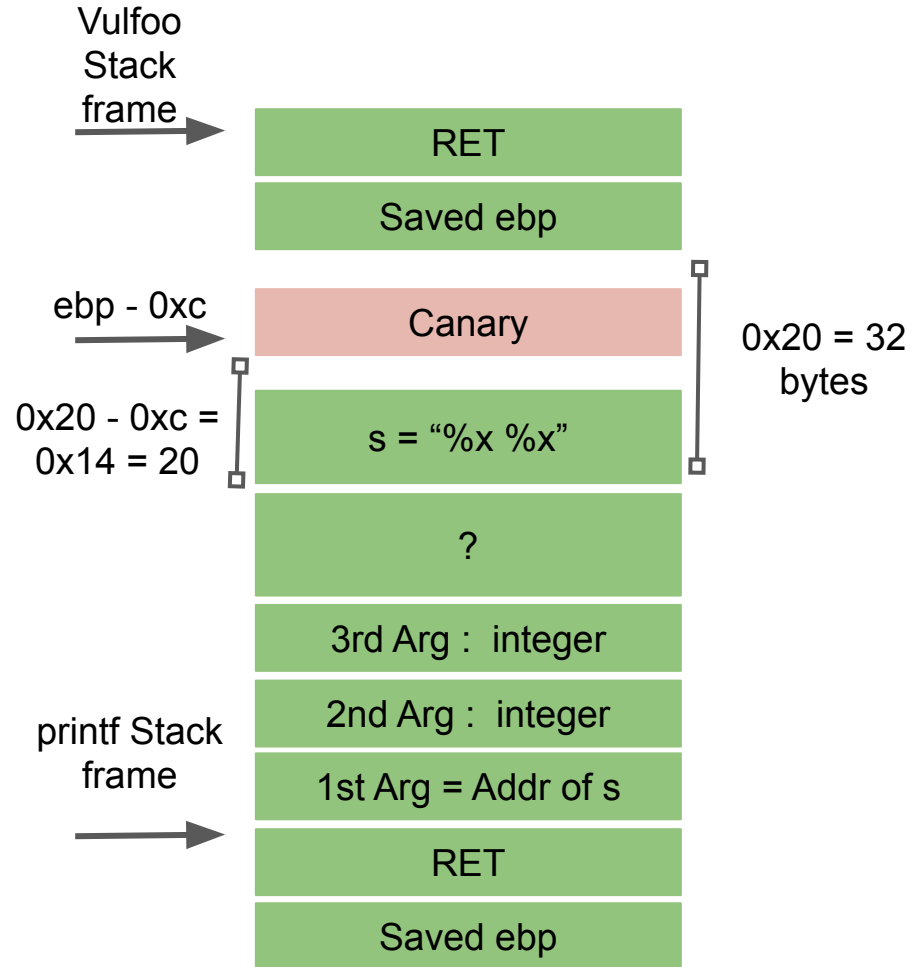 Vulfoo
Stack
frame
RET
Saved ebp
ebp - 0xc
Canary
0x20 = 32
bytes
0x20 - 0xc =
0x14 = 20
s = “%x %x”
?
3rd Arg : integer
2nd Arg : integer
printf Stack
frame
1st Arg = Addr of s
RET
Saved ebp